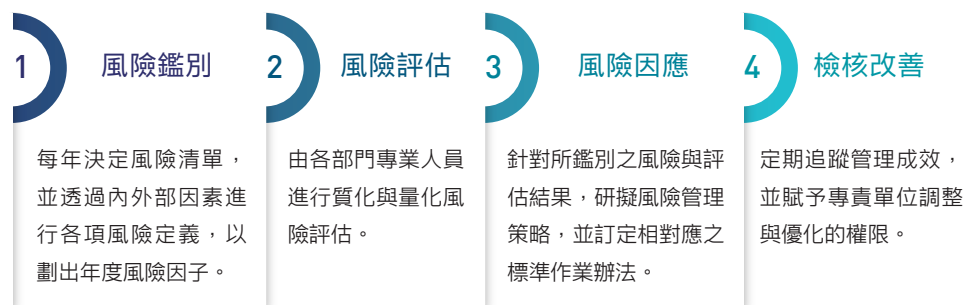 1
風險鑑別
每年決定風險清單，
並透過內外部因素進
行各項風險定義，以
劃出年度風險因子。
2
風險評估
由各部門專業人員
進行質化與量化風
險評估。
3
風險因應
針對所鑑別之風險與評
估結果，研擬風險管理
策略，並訂定相對應之
標準作業辦法。
4
檢核改善
定期追蹤管理成效，
並賦予專責單位調整
與優化的權限。